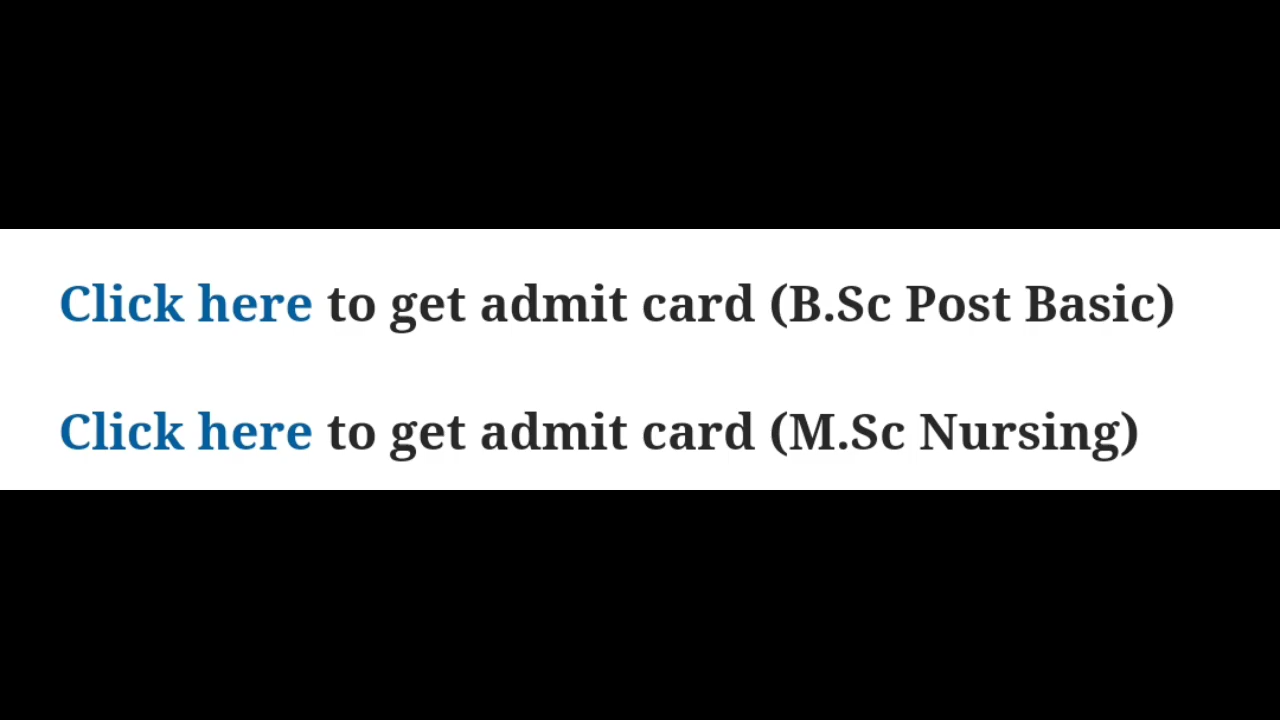 Click here to get admit card (B.Sc Post Basic)
Click here to get admit card (M.Sc Nursing)